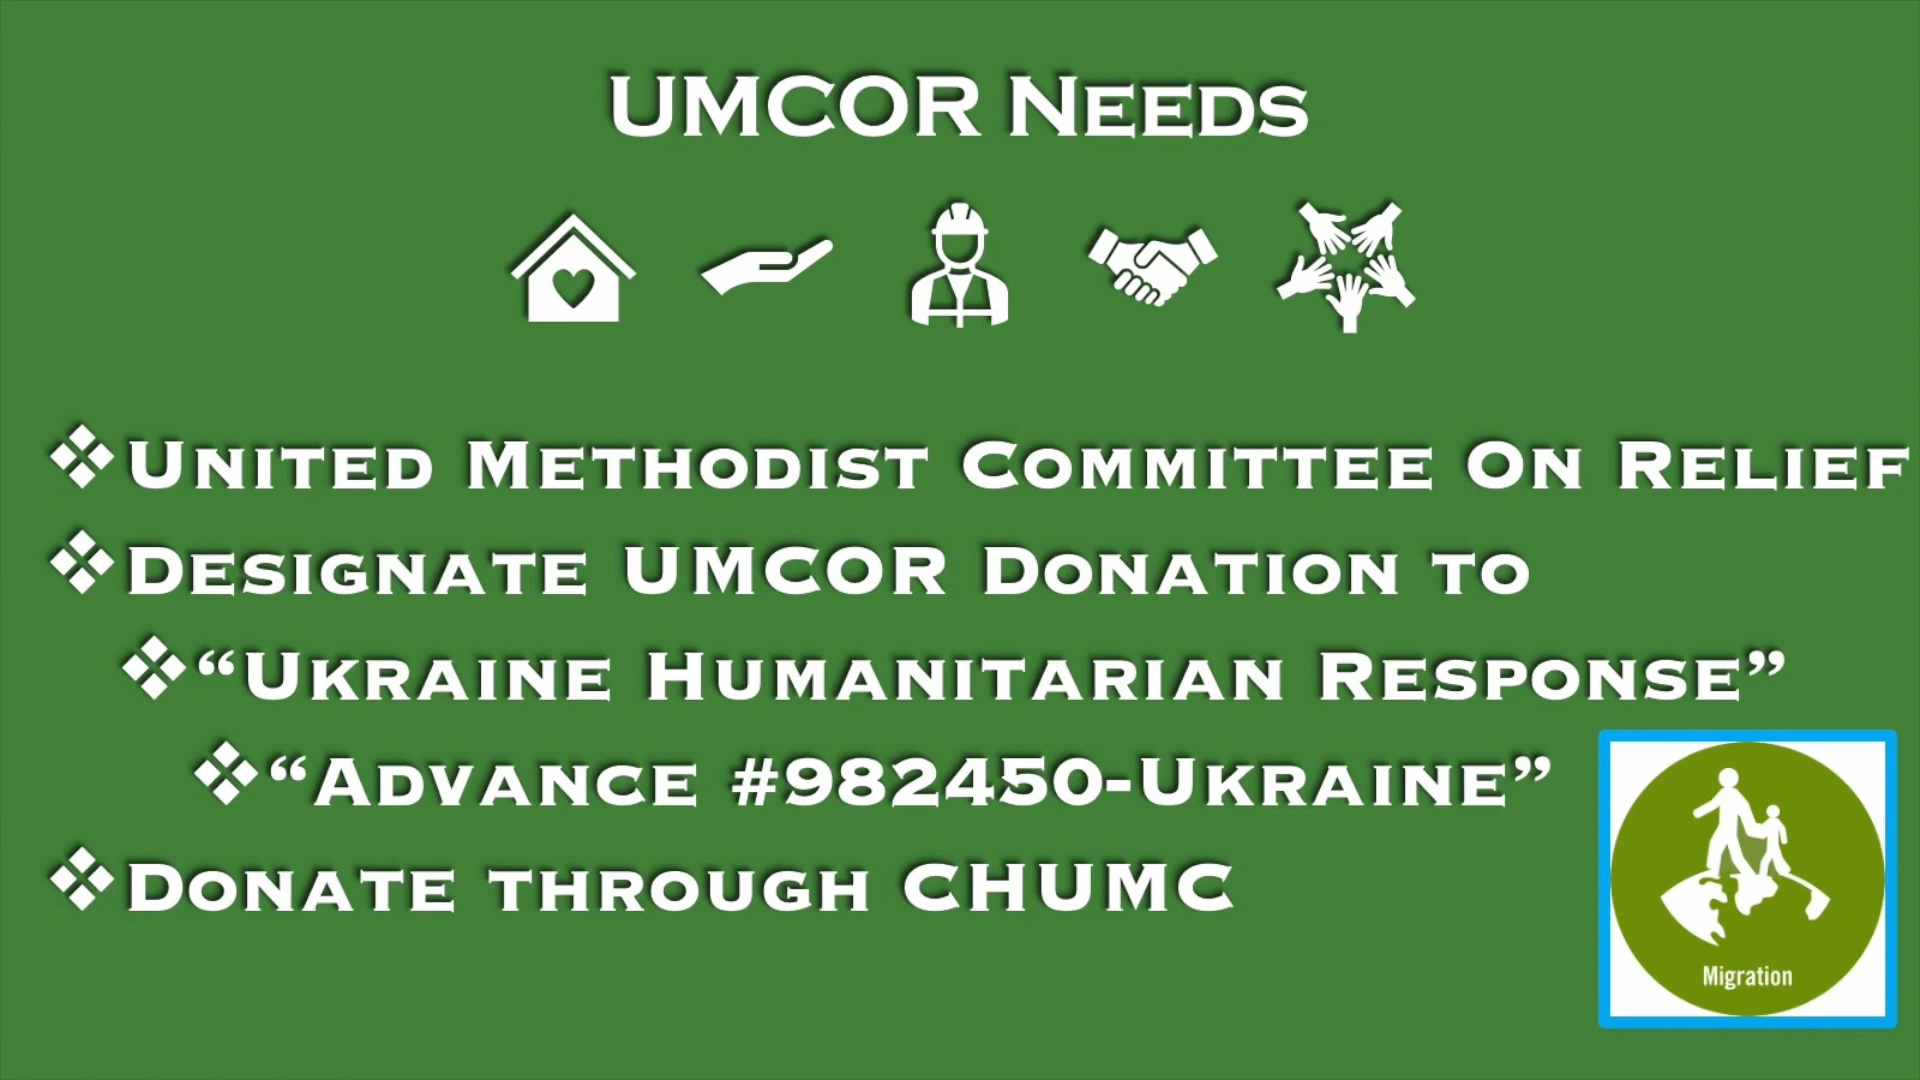 UMCOR Needs
❖United Methodist Committee On Relief
❖Designate UMCOR Donation to
❖“Ukraine Humanitarian Response”
❖“Advance #982450-Ukraine”
❖Donate through CHUMC
Migration